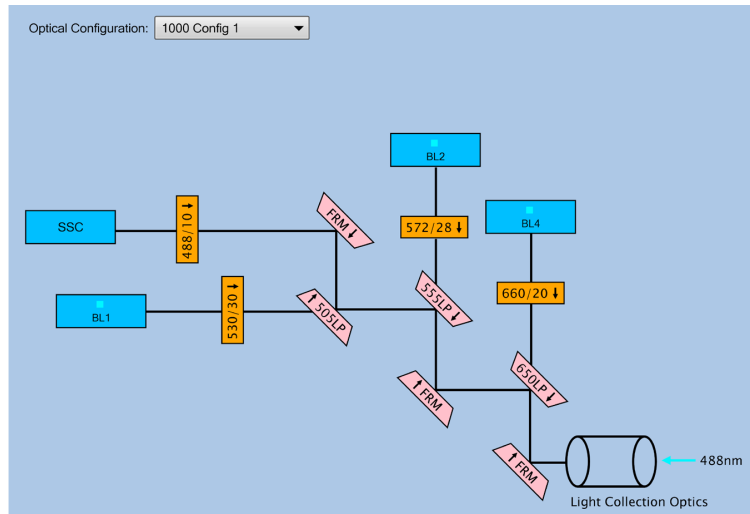 Optical Configuration: 1000 Config 1
BL2
SSC
488/10
FRM
572/28
BL4
BL1
530/30
505LP
555LP
660/20
FRM
650LP
FRM
488nm
Light Collection Optics